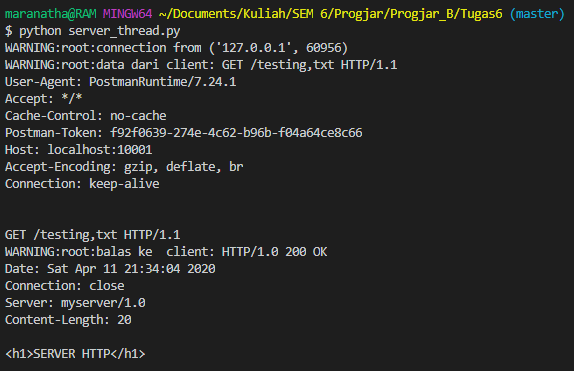 maranatha@RAM MINGW64 ~/Documents/Kuliah/SEM 6/Progjar/Progjar_B/Tugas6 (master)
$ python server_thread.py
WARNING:root:connection from ('127.0.0.1', 60956)
WARNING:root:data dari client: GET /testing,txt HTTP/1.1
User-Agent: PostmanRuntime/7.24.1
Accept: */*
Cache-Control: no-cache
Postman-Token: f92f0639-274e-4c62-b96b-f04a64ce8c66
Host: localhost:10001
Accept-Encoding: gzip, deflate, br
Connection: keep-alive
GET /testing,txt HTTP/1.1
WARNING:root:balas ke  client: HTTP/1.0 200 OK
Date: Sat Apr 11 21:34:04 2020
Connection: close
Server: myserver/1.0
Content-Length: 20
<h1>SERVER HTTP</h1>